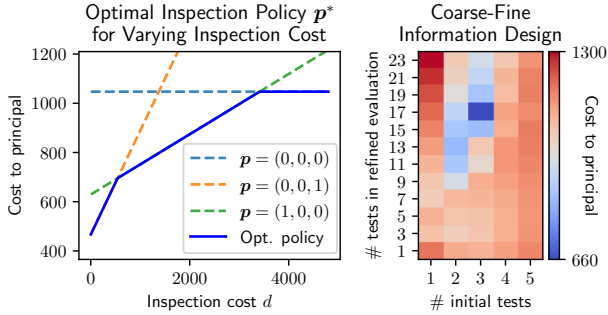 Optimal Inspection Policy p*
for Varying Inspection Cost
Cost to principal
1200
1000
800
600
400
0
2000
4000
Inspection cost d
p = (0, 0, 0)
p = (0, 0, 1)
p = (1, 0, 0)
Opt. policy
Coarse-Fine
Information Design
# tests in refined evaluation
23
21
19
17
15
13
11
9
7
5
3
1
1 2 3 4 5
# initial tests
1300
660
Cost to principal